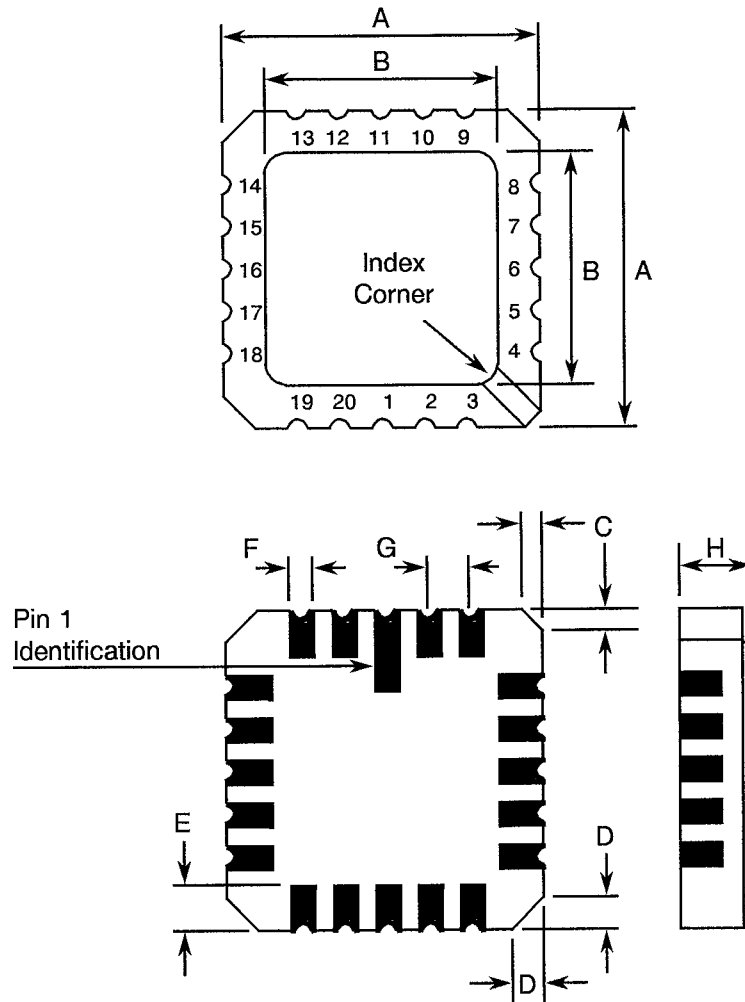 A
B
13 12 11 10 9
14 8
15 7
16 6
17 5
18 4
Index
Corner
B
A
19 20 1 2 3
C
F
G
H
Pin 1
Identification
E
D
D